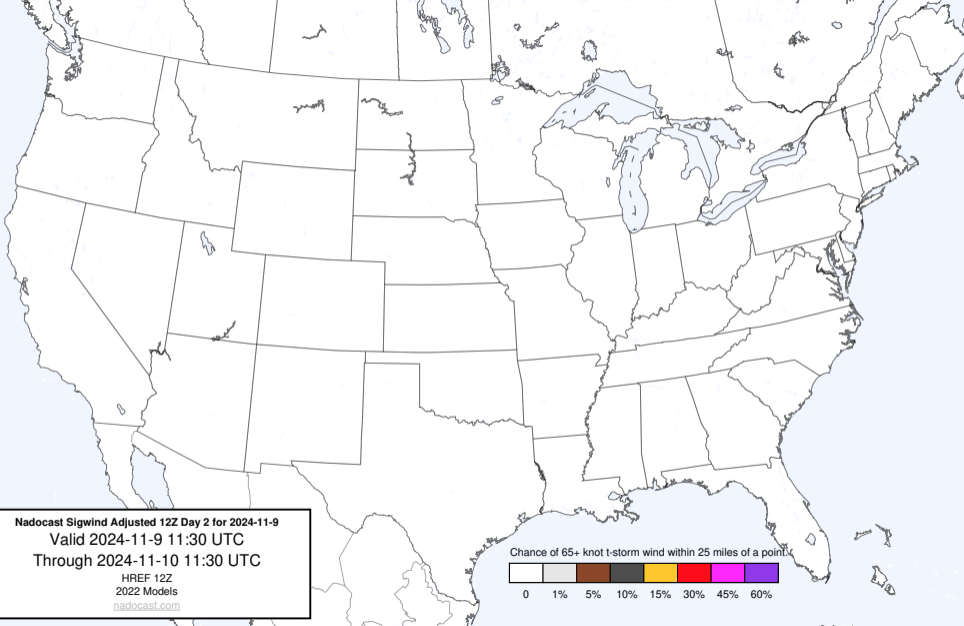 Nadocast Sigwind Adjusted 12Z Day 2 for 2024-11-9
Valid 2024-11-9 11:30 UTC
Through 2024-11-10 11:30 UTC
HREF 12Z
2022 Models
nadocast.com
Chance of 65+ knot t-storm wind within 25 miles of a point.
0 1% 5% 10% 15% 30% 45% 60%